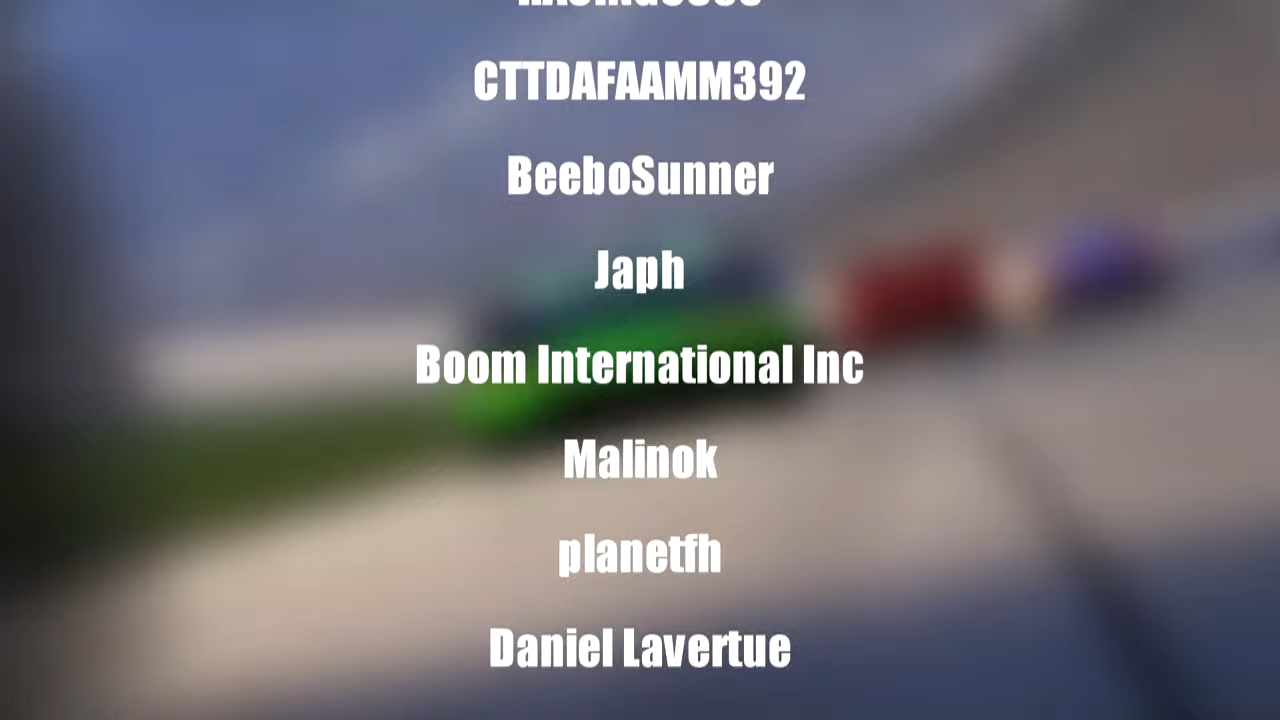 CTTDAFAAMM392
BeeboSunner
Japh
Boom International Inc
Malinok
planetfh
Daniel Lavertue